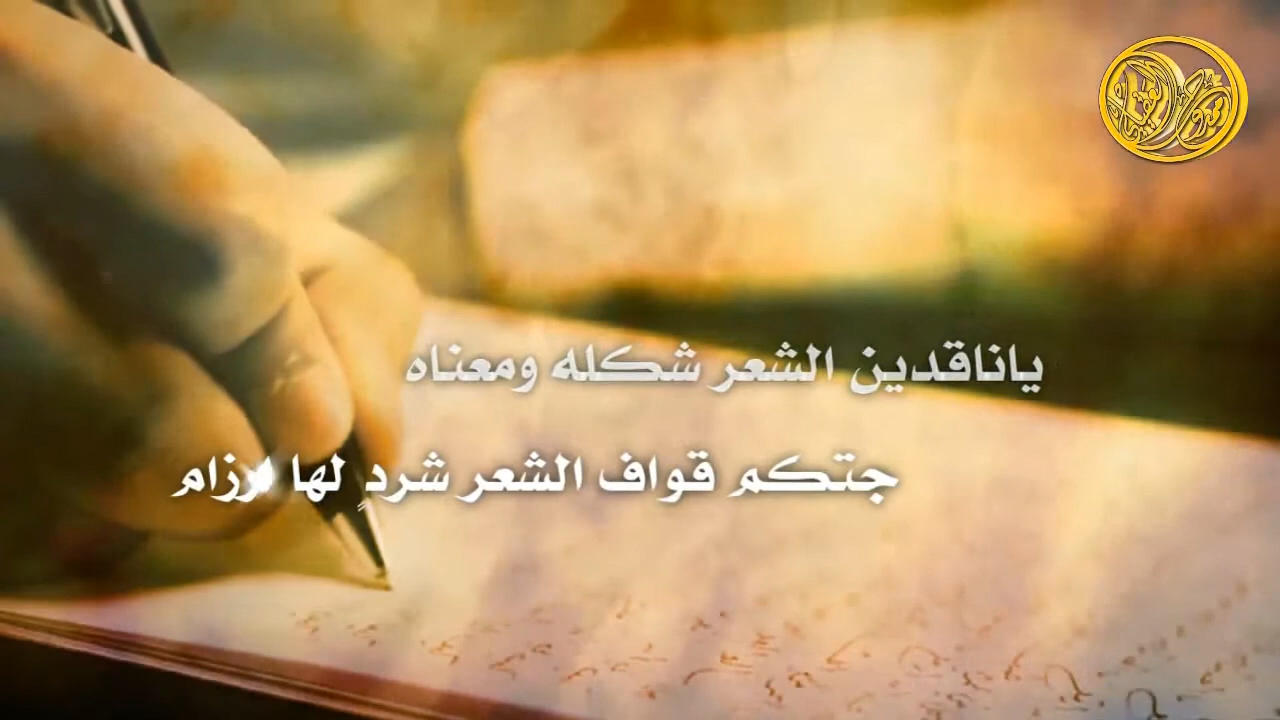 ياناقدين الشعر شكله ومعناه
جتكم قواف الشعر شردٍ لها